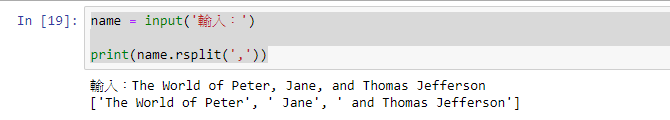 In [19]: name = input('輸入：')
print(name.rsplit(','))
輸入：The World of Peter, Jane, and Thomas Jefferson
['The World of Peter', ' Jane', ' and Thomas Jefferson']